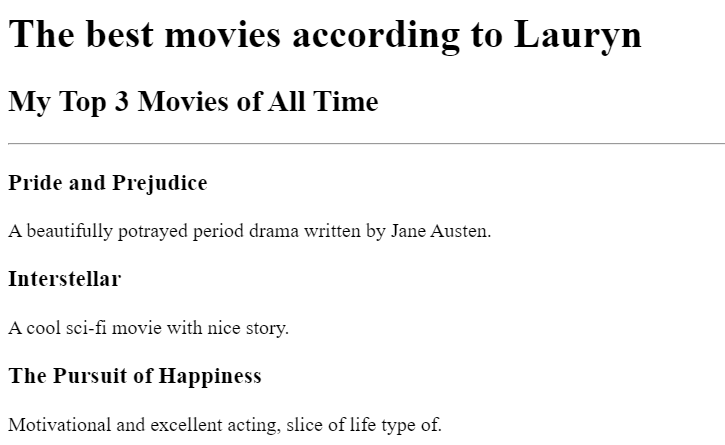 The best movies according to Lauryn
My Top 3 Movies of All Time
Pride and Prejudice
A beautifully potrayed period drama written by Jane Austen.
Interstellar
A cool sci-fi movie with nice story.
The Pursuit of Happiness
Motivational and excellent acting, slice of life type of.